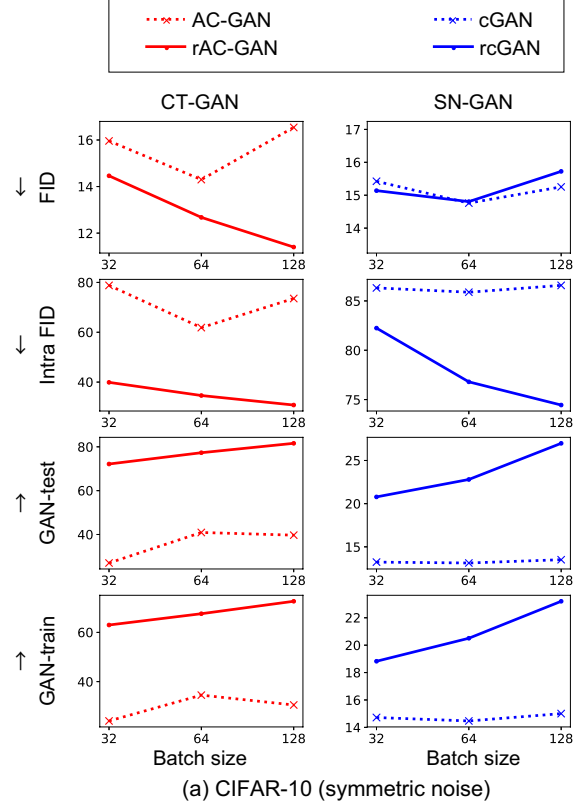 AC-GAN cGAN
rAC-GAN rcGAN
CT-GAN SN-GAN
← FID
16
14
12
32 64 128
17
16
15
14
32 64 128
← Intra FID
80
60
40
32 64 128
85
80
75
32 64 128
→ GAN-test
80
60
40
32 64 128
25
20
15
32 64 128
→ GAN-train
60
40
32 64 128
22
20
18
16
14
32 64 128
Batch size Batch size
(a) CIFAR-10 (symmetric noise)